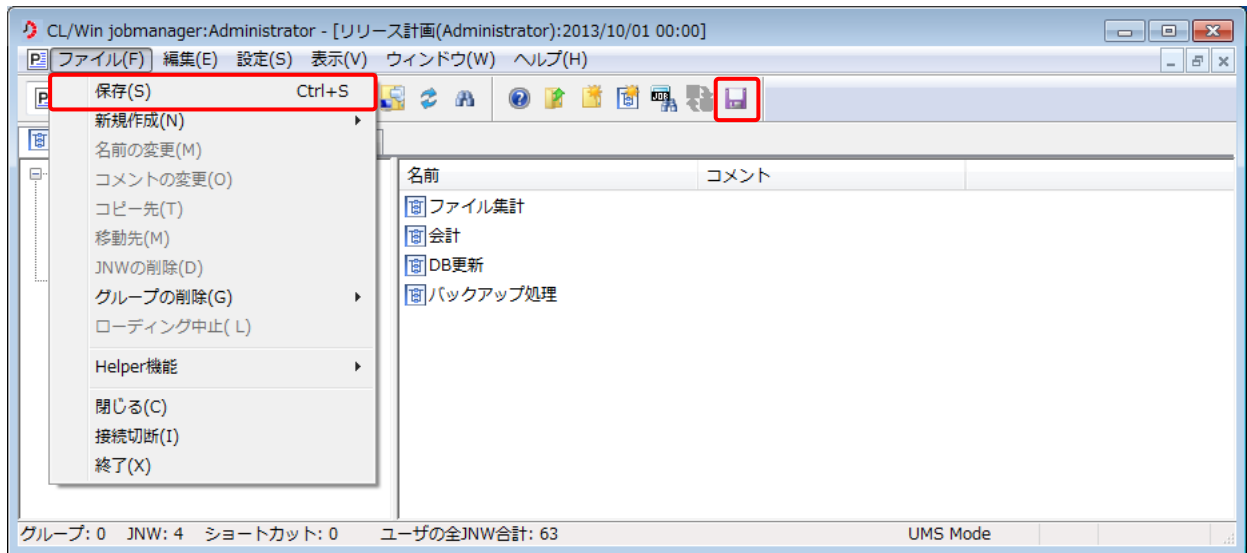 CL/Win jobmanager:Administrator - [リリース計画(Administrator):2013/10/01 00:00]
ファイル(F) 編集(E) 設定(S) 表示(V) ウィンドウ(W) ヘルプ(H)
保存(S) Ctrl+S
新規作成(N)
名前の変更(M)
コメントの変更(O)
コピー先(T)
移動先(M)
JNWの削除(D)
グループの削除(G)
ローディング中止( L)
Helper機能
閉じる(C)
接続切断(I)
終了(X)
名前 コメント
ファイル集計
会計
DB更新
バックアップ処理
グループ: 0 JNW: 4 ショートカット: 0 ユーザの全JNW合計: 63 UMS Mode